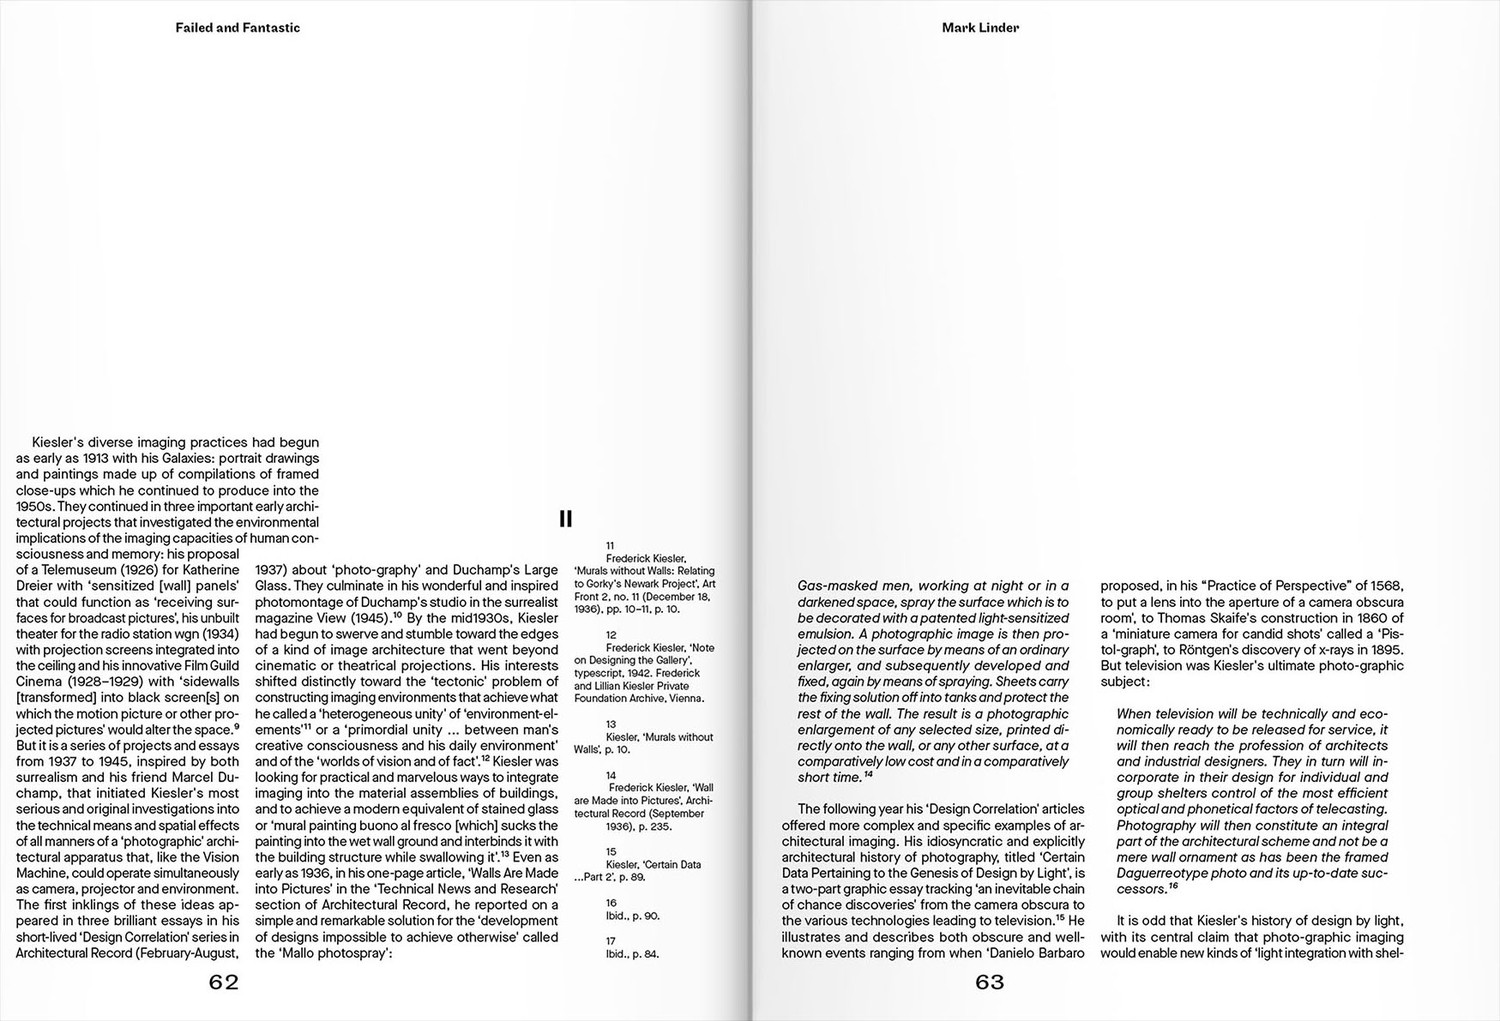 Failed and Fantastic
Kiesler's diverse imaging practices had begun
as early as 1913 with his Galaxies: portrait drawings
and paintings made up of compilations of framed
close-ups which he continued to produce into the
1950s. They continued in three important early archi-
tectural projects that investigated the environmental
implications of the imaging capacities of human con-
sciousness and memory: his proposal
of a Telemuseum (1926) for Katherine
Dreier with ‘sensitized [wall] panels’
that could function as ‘receiving sur-
faces for broadcast pictures’, his unbuilt
theater for the radio station wgn (1934)
with projection screens integrated into
the ceiling and his innovative Film Guild
Cinema (1928–1929) with ‘sidewalls
[transformed] into black screen[s] on
which the motion picture or other pro-
jected pictures’ would alter the space.⁹
But it is a series of projects and essays
from 1937 to 1945, inspired by both
surrealism and his friend Marcel Du-
champ, that initiated Kiesler's most
serious and original investigations into
the technical means and spatial effects
of all manners of a ‘photographic’ archi-
tectural apparatus that, like the Vision
Machine, could operate simultaneously
as camera, projector and environment.
The first inklings of these ideas ap-
peared in three brilliant essays in his
short-lived ‘Design Correlation’ series in
Architectural Record (February-August,
1937) about ‘photo-graphy’ and Duchamp's Large
Glass. They culminate in his wonderful and inspired
photomontage of Duchamp's studio in the surrealist
magazine View (1945).¹⁰ By the mid1930s, Kiesler
had begun to swerve and stumble toward the edges
of a kind of image architecture that went beyond
cinematic or theatrical projections. His interests
shifted distinctly toward the ‘tectonic’ problem of
constructing imaging environments that achieve what
he called a ‘heterogeneous unity’ of ‘environment-el-
ements’¹¹ or a ‘primordial unity ... between man's
creative consciousness and his daily environment’
and of the ‘worlds of vision and of fact’.¹² Kiesler was
looking for practical and marvelous ways to integrate
imaging into the material assemblies of buildings,
and to achieve a modern equivalent of stained glass
or ‘mural painting buono al fresco [which] sucks the
painting into the wet wall ground and interbinds it with
the building structure while swallowing it’.¹³ Even as
early as 1936, in his one-page article, ‘Walls Are Made
into Pictures’ in the ‘Technical News and Research’
section of Architectural Record, he reported on a
simple and remarkable solution for the ‘development
of designs impossible to achieve otherwise’ called
the ‘Mallo photospray’:
II
11
Frederick Kiesler,
‘Murals without Walls: Relating
to Gorky's Newark Project’, Art
Front 2, no. 11 (December 18,
1936), pp. 10–11, p. 10.
12
Frederick Kiesler, ‘Note
on Designing the Gallery’,
typescript, 1942. Frederick
and Lillian Kiesler Private
Foundation Archive, Vienna.
13
Kiesler, ‘Murals without
Walls’, p. 10.
14
Frederick Kiesler, ‘Wall
are Made into Pictures’, Archi-
tectural Record (September
1936), p. 235.
15
Kiesler, ‘Certain Data
...Part 2’, p. 89.
16
Ibid., p. 90.
17
Ibid., p. 84.
62
Mark Linder
Gas-masked men, working at night or in a
darkened space, spray the surface which is to
be decorated with a patented light-sensitized
emulsion. A photographic image is then pro-
jected on the surface by means of an ordinary
enlarger, and subsequently developed and
fixed, again by means of spraying. Sheets carry
the fixing solution off into tanks and protect the
rest of the wall. The result is a photographic
enlargement of any selected size, printed di-
rectly onto the wall, or any other surface, at a
comparatively low cost and in a comparatively
short time.¹⁴
The following year his ‘Design Correlation’ articles
offered more complex and specific examples of ar-
chitectural imaging. His idiosyncratic and explicitly
architectural history of photography, titled ‘Certain
Data Pertaining to the Genesis of Design by Light’, is
a two-part graphic essay tracking ‘an inevitable chain
of chance discoveries’ from the camera obscura to
the various technologies leading to television.¹⁵ He
illustrates and describes both obscure and well-
known events ranging from when ‘Danielo Barbaro
proposed, in his “Practice of Perspective” of 1568,
to put a lens into the aperture of a camera obscura
room’, to Thomas Skaife's construction in 1860 of
a ‘miniature camera for candid shots’ called a ‘Pis-
tol-graph’, to Röntgen's discovery of x-rays in 1895.
But television was Kiesler's ultimate photo-graphic
subject:
When television will be technically and eco-
nomically ready to be released for service, it
will then reach the profession of architects
and industrial designers. They in turn will in-
corporate in their design for individual and
group shelters control of the most efficient
optical and phonetical factors of telecasting.
Photography will then constitute an integral
part of the architectural scheme and not be a
mere wall ornament as has been the framed
Daguerreotype photo and its up-to-date suc-
cessors.¹⁶
It is odd that Kiesler's history of design by light,
with its central claim that photo-graphic imaging
would enable new kinds of ‘light integration with shel-
63